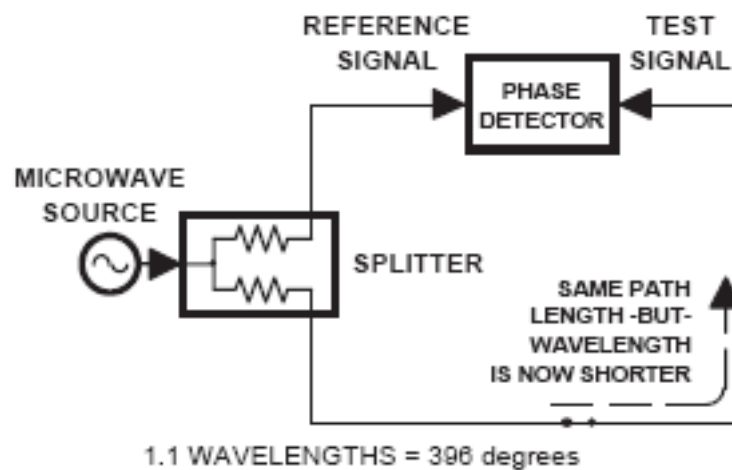 REFERENCE
SIGNAL
TEST
SIGNAL
PHASE
DETECTOR
MICROWAVE
SOURCE
SPLITTER
SAME PATH
LENGTH -BUT-
WAVELENGTH
IS NOW SHORTER
1.1 WAVELENGTHS = 396 degrees